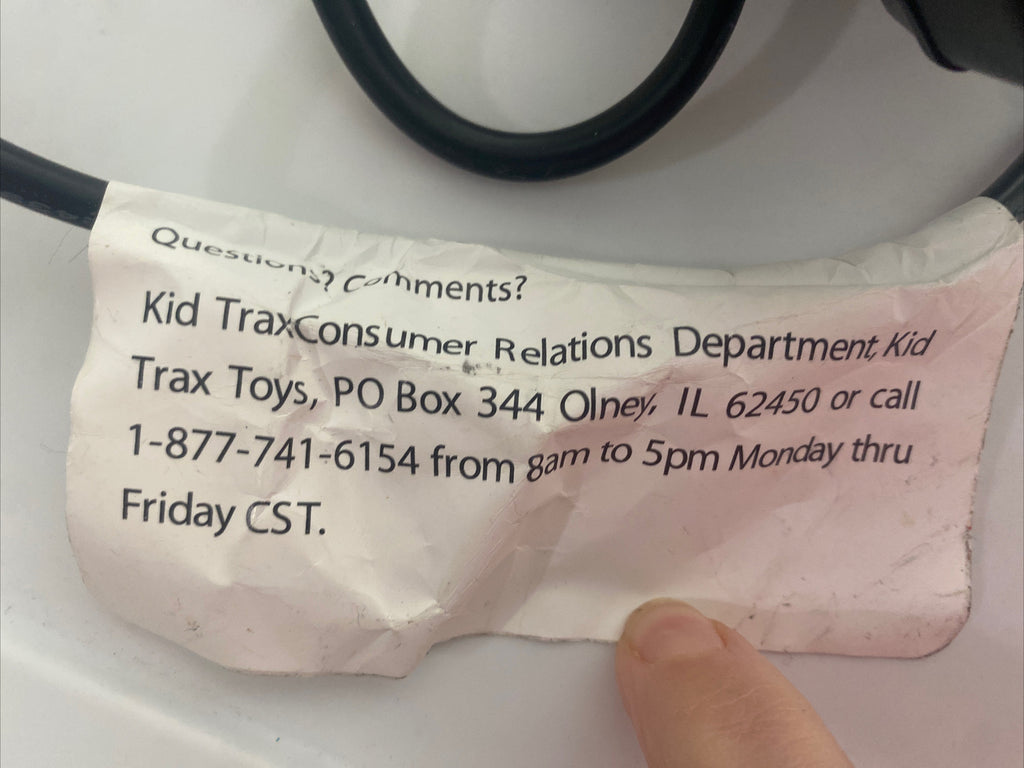 Questions? Comments?
Kid TraxConsumer Relations Department, Kid
Trax Toys, PO Box 344 Olney, IL 62450 or call
1-877-741-6154 from 8am to 5pm Monday thru
Friday CST.